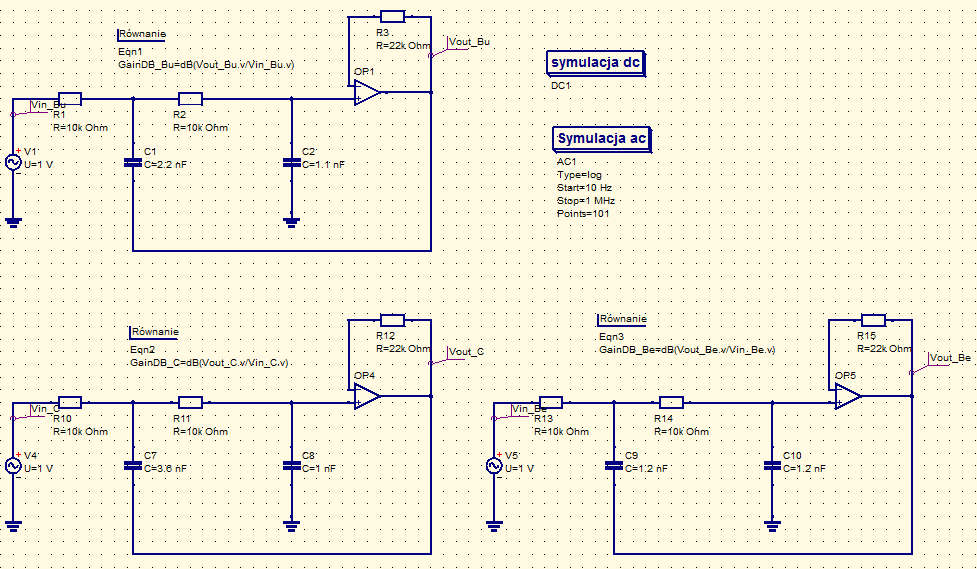 Równanie
Eqn1
GainDB_Bu=dB(Vout_Bu.v/Vin_Bu.v)
R3
R=22k Ohm
Vout_Bu
OP1
Vin_Bu
R1
R=10k Ohm
R2
R=10k Ohm
V1
U=1 V
C1
C=2.2 nF
C2
C=1.1 nF
symulacja dc
DC1
Symulacja ac
AC1
Type=log
Start=10 Hz
Stop=1 MHz
Points=101
Równanie
Eqn2
GainDB_C=dB(Vout_C.v/Vin_C.v)
R12
R=22k Ohm
Vout_C
OP4
Vin_C
R10
R=10k Ohm
R11
R=10k Ohm
V4
U=1 V
C7
C=3.6 nF
C8
C=1 nF
Równanie
Eqn3
GainDB_Be=dB(Vout_Be.v/Vin_Be.v)
R15
R=22k Ohm
Vout_Be
OP5
Vin_Be
R13
R=10k Ohm
R14
R=10k Ohm
V5
U=1 V
C9
C=1.2 nF
C10
C=1.2 nF